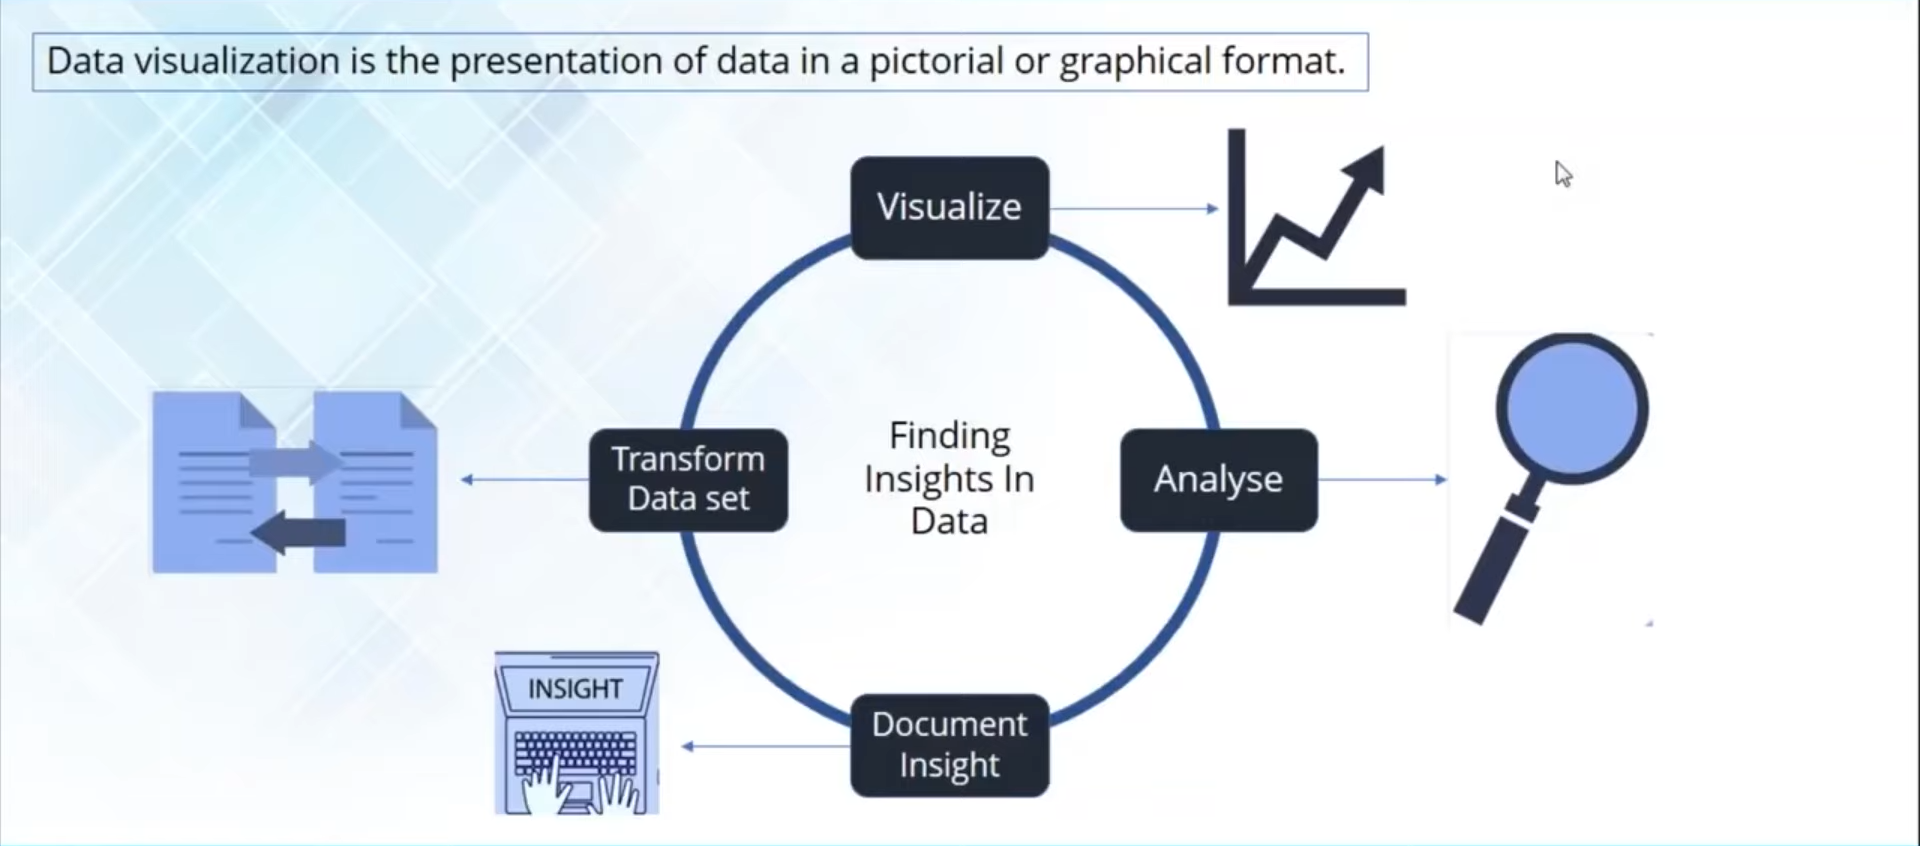 Data visualization is the presentation of data in a pictorial or graphical format.
Visualize
Transform
Data set
Finding
Insights In
Data
Analyse
INSIGHT
Document
Insight